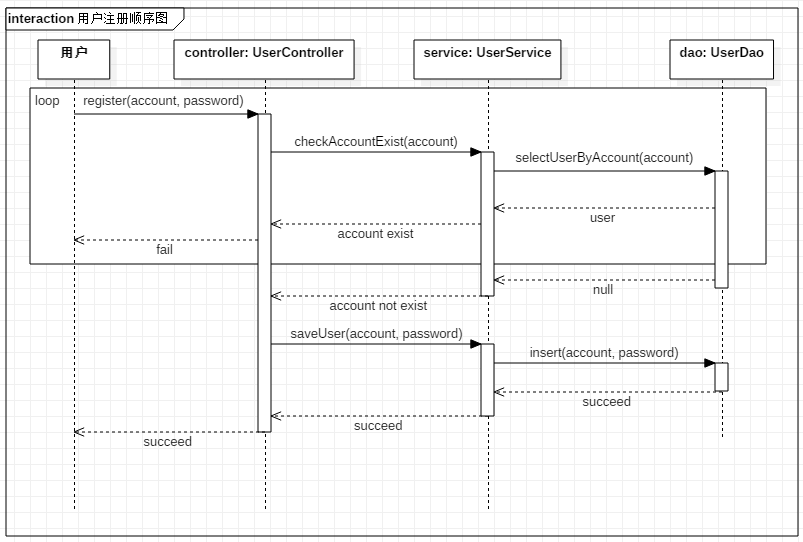 interaction 用户注册顺序图
用户
controller: UserController
service: UserService
dao: UserDao
loop
register(account, password)
checkAccountExist(account)
selectUserByAccount(account)
user
account exist
fail
null
account not exist
saveUser(account, password)
insert(account, password)
succeed
succeed
succeed